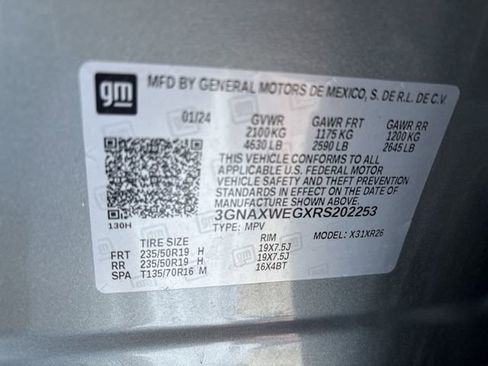 gm MFD BY GENERAL MOTORS DE MEXICO, S. DE R.L. DE C.V.
01/24 GVWR GAWR FRT GAWR RR
2100 KG 1175 KG 1200 KG
4630 LB 2590 LB 2645 LB
THIS VEHICLE CONFORMS TO ALL
APPLICABLE U.S. FEDERAL MOTOR
VEHICLE SAFETY AND THEFT PREVENTION
STANDARDS IN EFFECT ON THE DATE OF
MANUFACTURE SHOWN ABOVE.
3GNAXWEGXRS202253
130H TYPE: MPV MODEL: X31XR26
TIRE SIZE RIM
FRT 235/50R19 H 19X7.5J
RR 235/50R19 H 19X7.5J
SPA T135/70R16 M 16X4BT